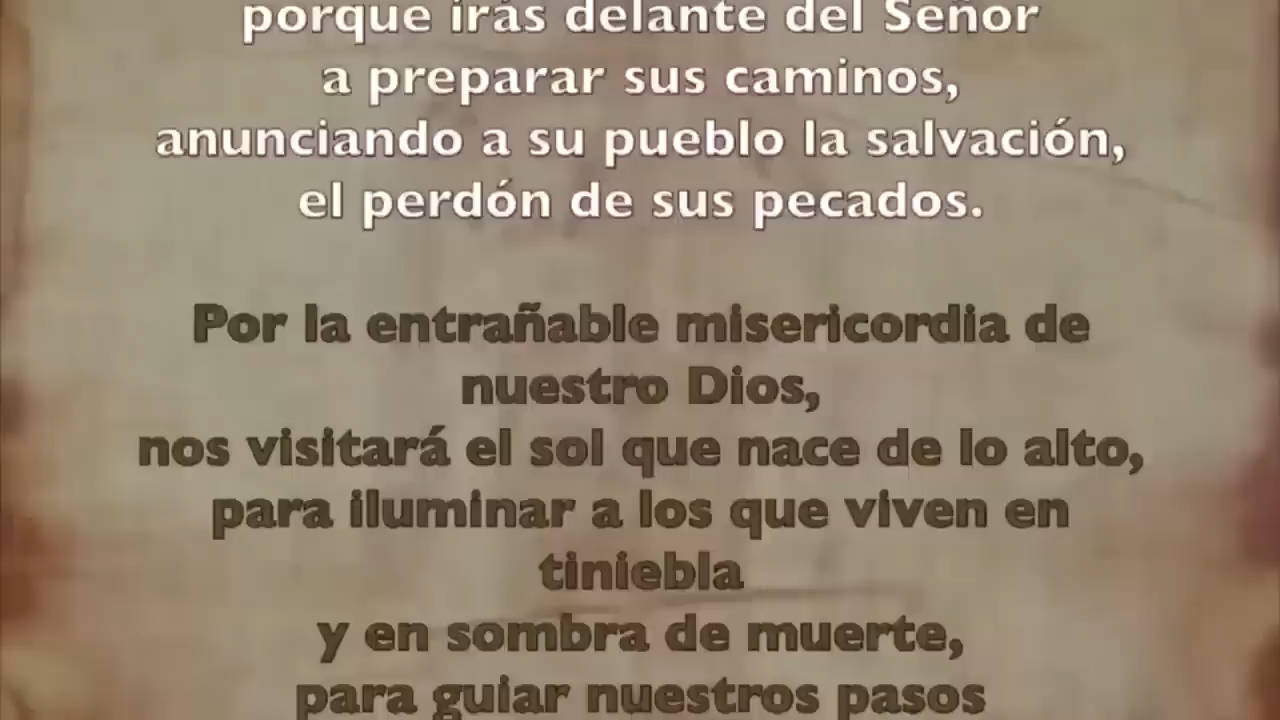 porque irás delante del Señor
a preparar sus caminos,
anunciando a su pueblo la salvación,
el perdón de sus pecados.
Por la entrañable misericordia de
nuestro Dios,
nos visitará el sol que nace de lo alto,
para iluminar a los que viven en
tiniebla
y en sombra de muerte,
para guiar nuestros pasos